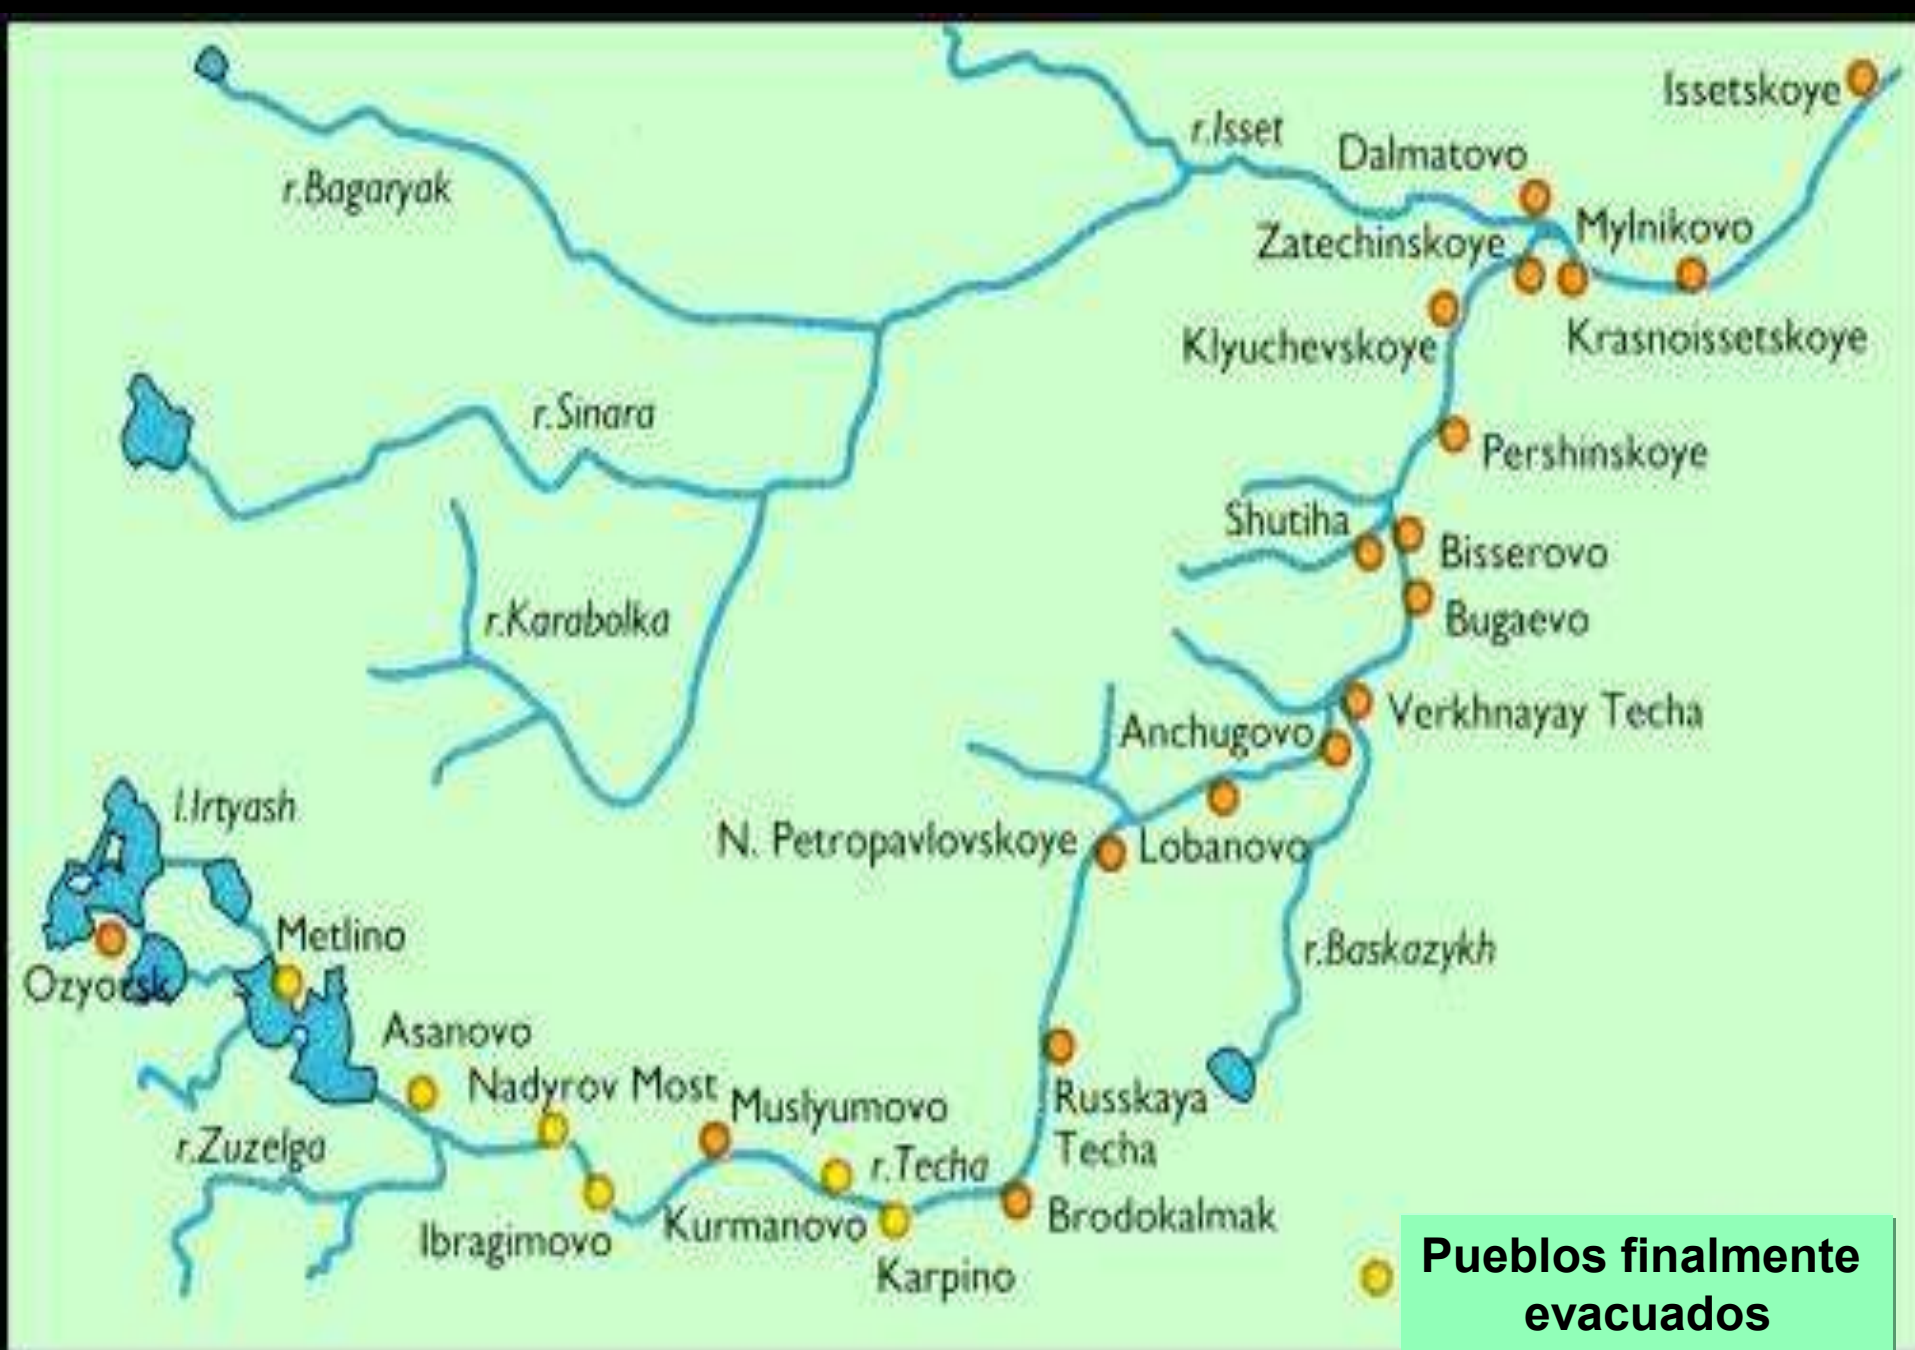 Issetskoye
r.Isset
Dalmatovo
r.Bagaryak
Mylnikovo
Zatechinskoye
Klyuchevskoye
Krasnoissetskoye
r.Sinara
Pershinskoye
Shutiha
Bisserovo
r.Karabolka
Bugaevo
Verkhnayay Techa
Anchugovo
l.Irtyash
N. Petropavlovskoye
Lobanovo
Metlino
r.Baskazykh
Ozyorsk
Asanovo
Nadyrov Most
Muslyumovo
Russkaya
Techa
r.Zuzelga
r.Techa
Brodokalmak
Kurmanovo
Ibragimovo
Karpino
Pueblos finalmente
evacuados